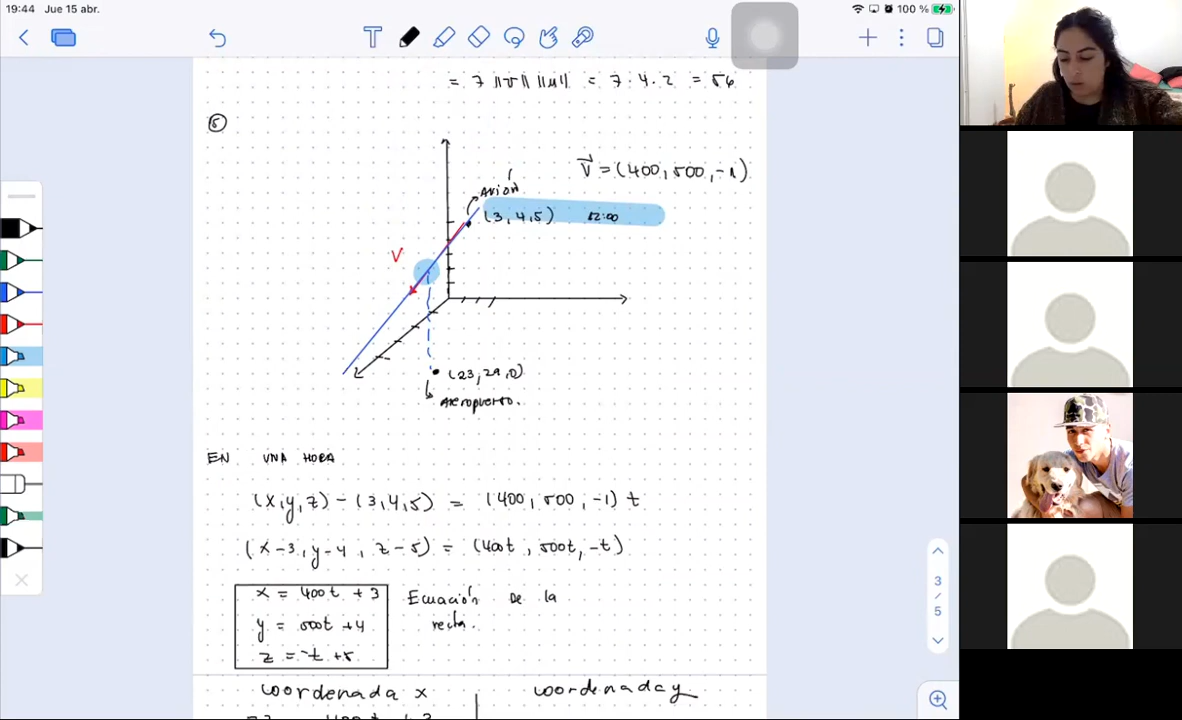 19:44 Jue 15 abr.
100 %
= 7 ||v|| ||u|| = 7 · 4 · 2 = 56
5
V = (400, 500, -1)
Avión
(3, 4, 5) 12:00
V
(23, 29, 0)
Aeropuerto.
EN UNA HORA
(x, y, z) - (3, 4, 5) = (400, 500, -1) t
(x-3, y-4, z-5) = (400t, 500t, -t)
x = 400t + 3 Ecuación de la
y = 500t + 4 recta.
z = -t + 5
3
/
5
coordenada x coordenada y